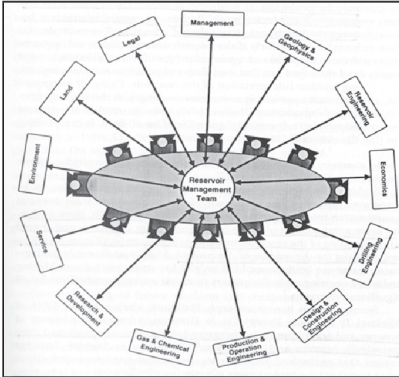 Management
Legal
Geology &
Geophysics
Land
Reservoir
Engineering
Environment
Economics
Reservoir
Management
Team
Service
Drilling
Engineering
Research &
Development
Design &
Construction
Engineering
Gas & Chemical
Engineering
Production &
Operation
Engineering